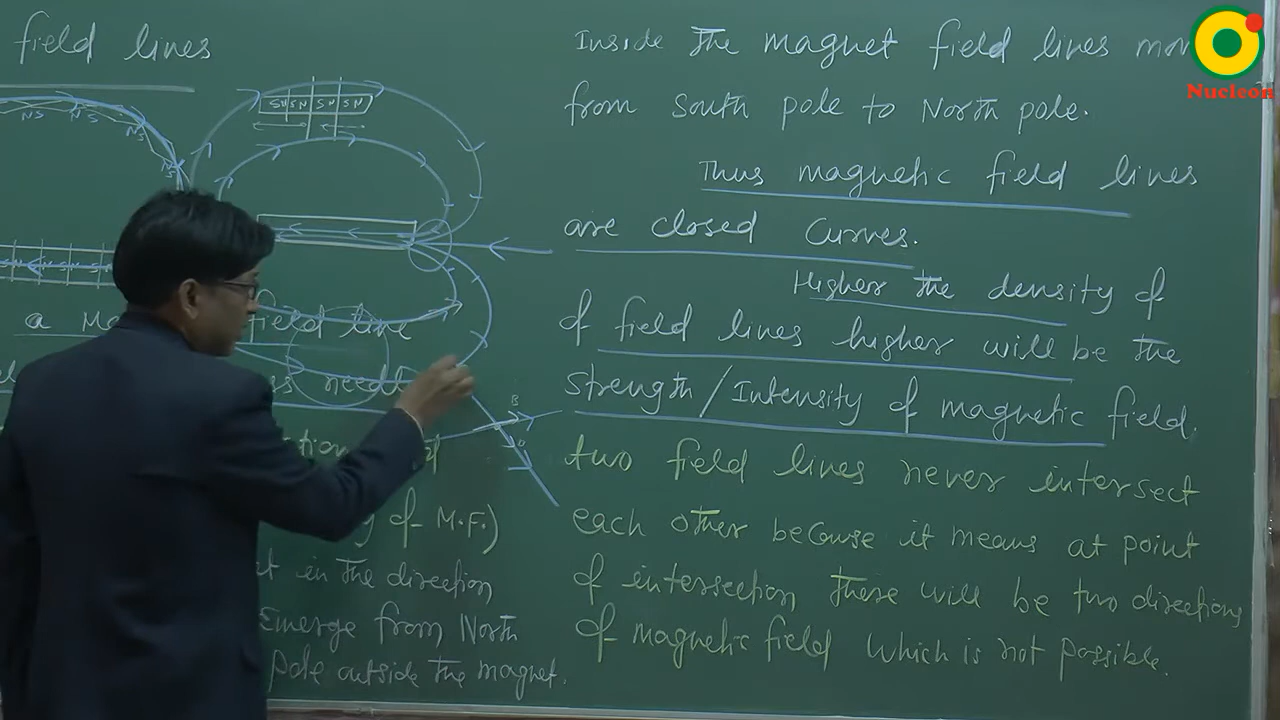 field lines
NS NS NS NS
S N S N S N S N
a field line
of M.F.)
in the direction
Emerge from North
pole outside the magnet.
B
Inside the magnet field lines
from South pole to North pole.
Thus magnetic field lines
are closed curves.
Higher the density of
of field lines higher will be the
strength/Intensity of magnetic field.
two field lines never intersect
each other because it means at point
of intersection there will be two directions
of magnetic field which is not possible.
Nucleon